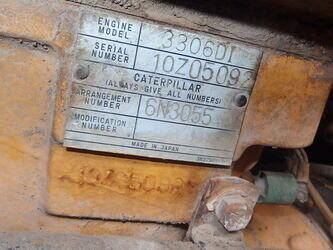 ENGINE MODEL 3306DI
SERIAL NUMBER 10Z05092
CATERPILLAR
(ALWAYS GIVE ALL NUMBERS)
ARRANGEMENT NUMBER 6N3055
MODIFICATION NUMBER
MADE IN JAPAN